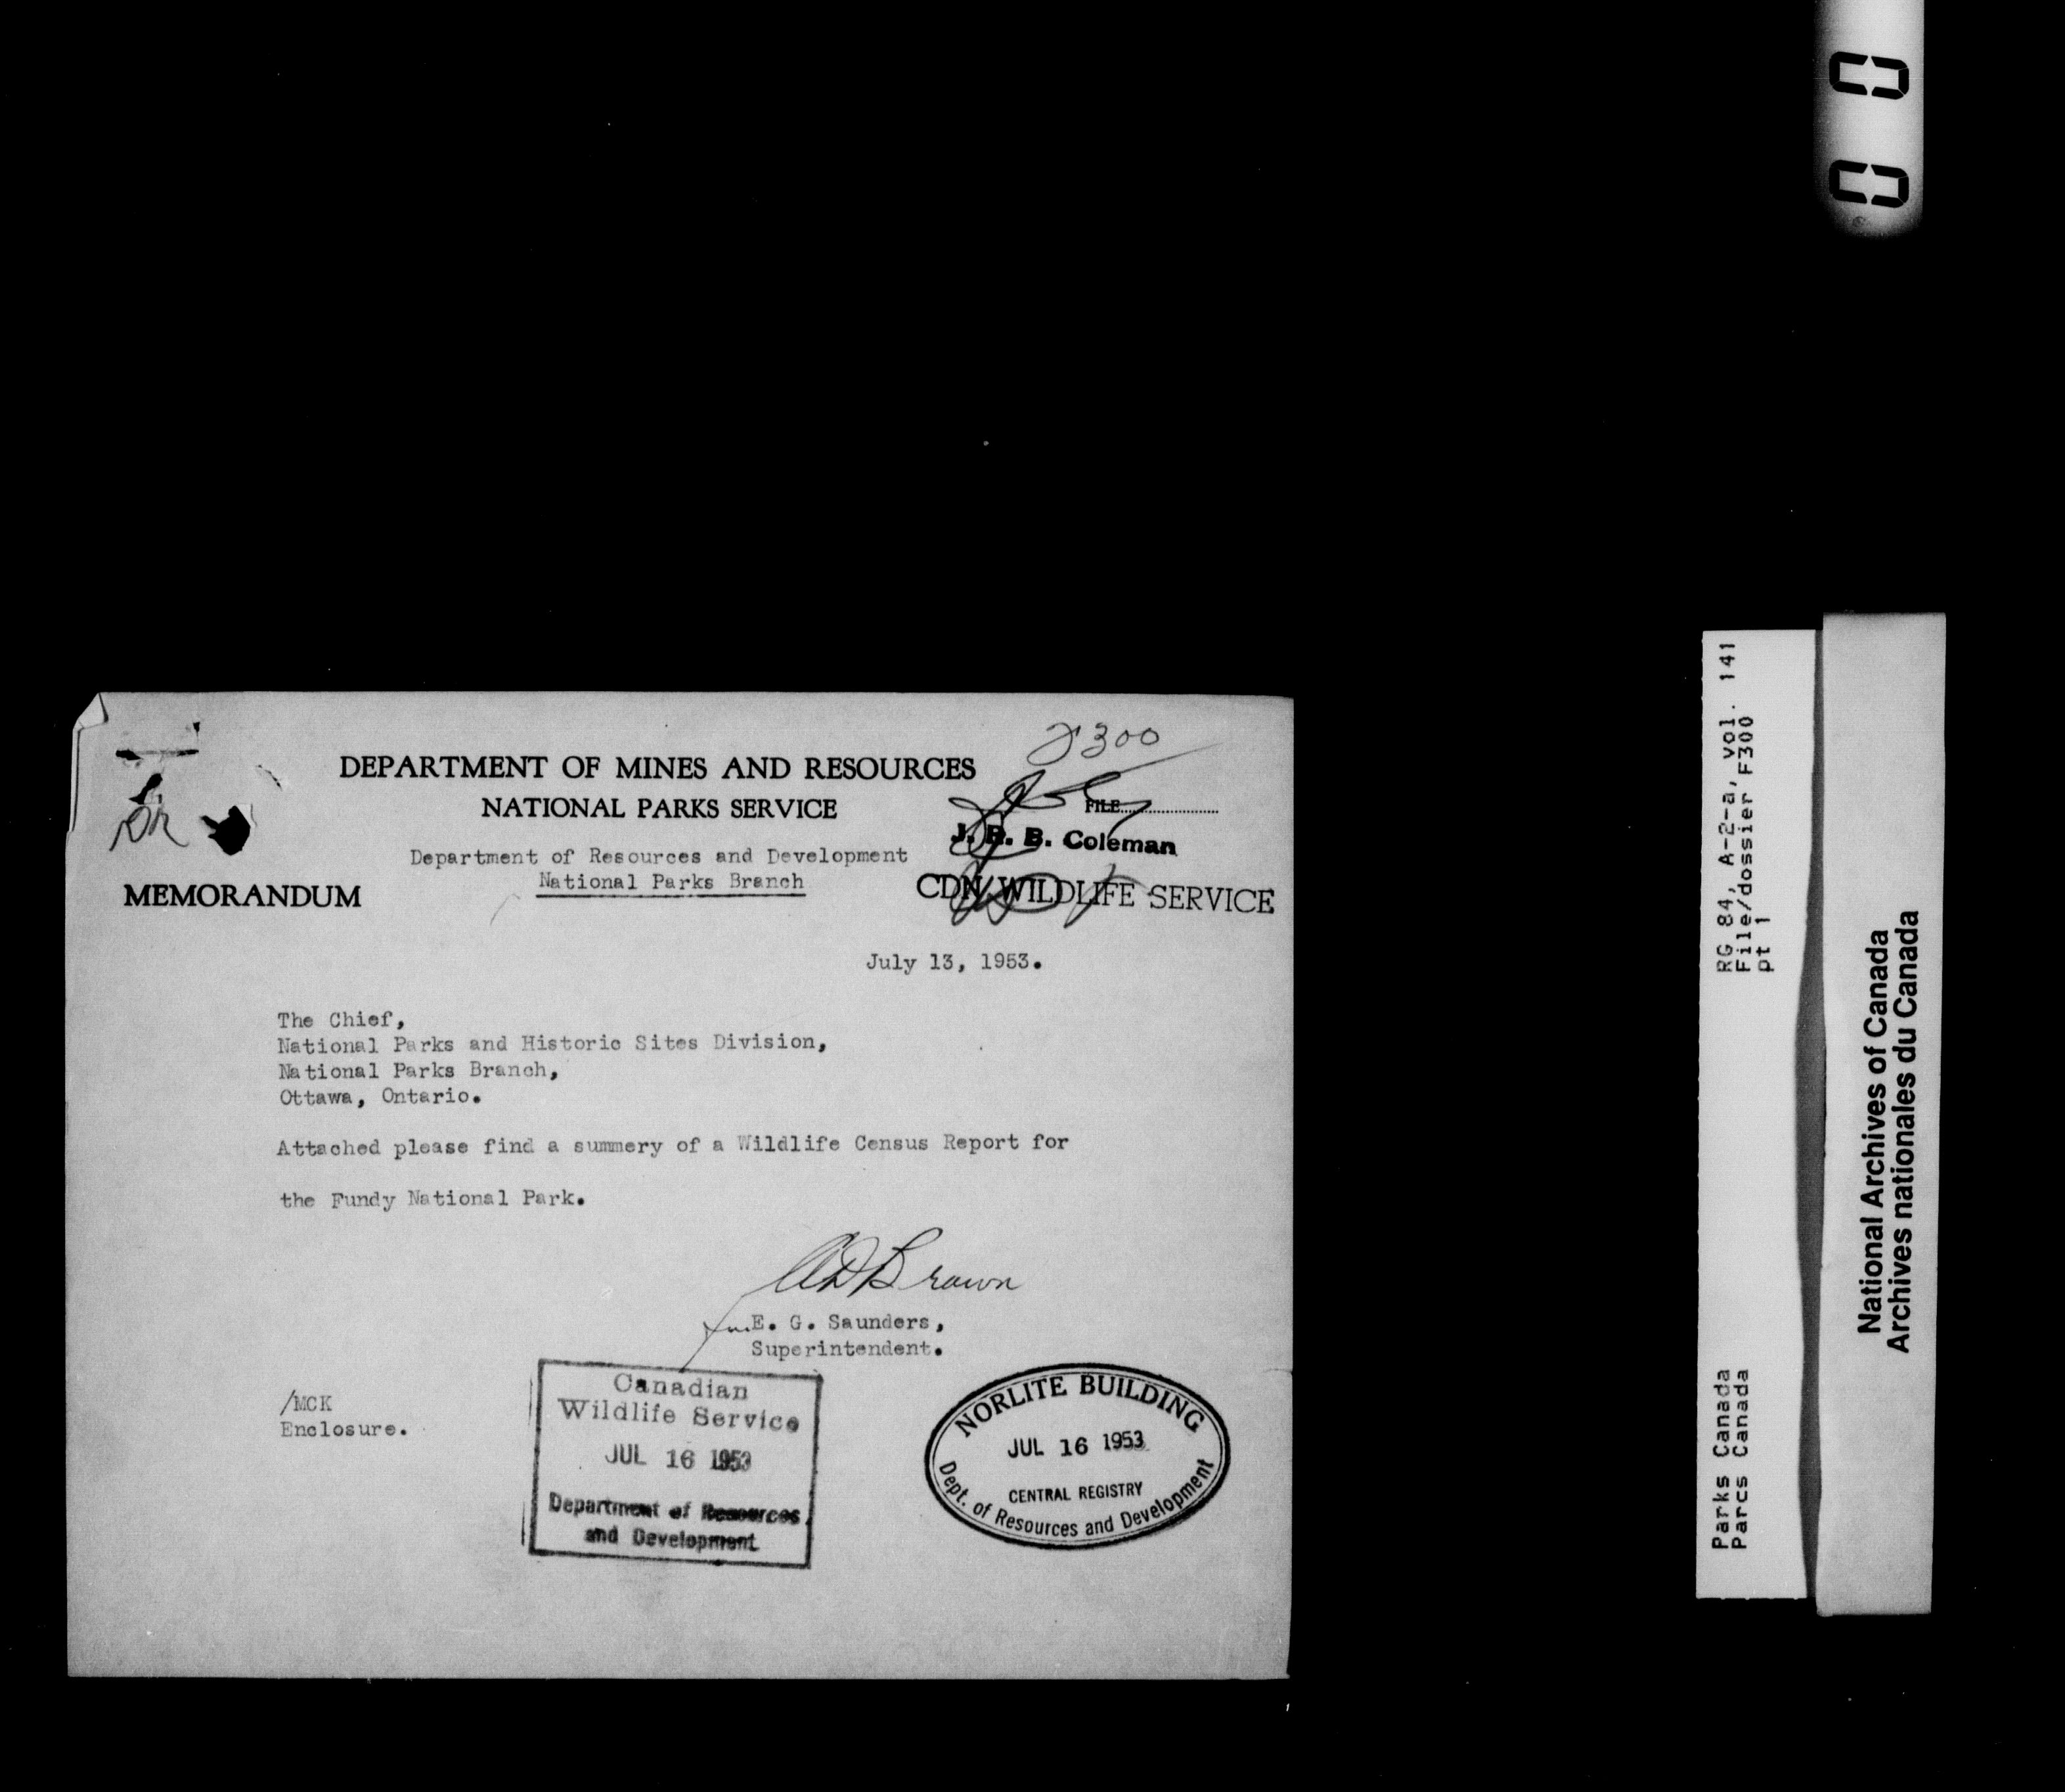 F300
DEPARTMENT OF MINES AND RESOURCES
NATIONAL PARKS SERVICE
FILE
J. R. B. Coleman
Department of Resources and Development
National Parks Branch
MEMORANDUM
CDN. WILDLIFE SERVICE
July 13, 1953.
The Chief,
National Parks and Historic Sites Division,
National Parks Branch,
Ottawa, Ontario.
Attached please find a summery of a Wildlife Census Report for
the Fundy National Park.
ADBrown
for E. G. Saunders,
Superintendent.
/MCK
Enclosure.
Canadian
Wildlife Service
JUL 16 1953
Department of Resources
and Development
NORLITE BUILDING
JUL 16 1953
CENTRAL REGISTRY
Dept. of Resources and Development
RG 84, A-2-a, vol. 141
File/dossier F300
pt 1
Parks Canada
Parcs Canada
National Archives of Canada
Archives nationales du Canada
00